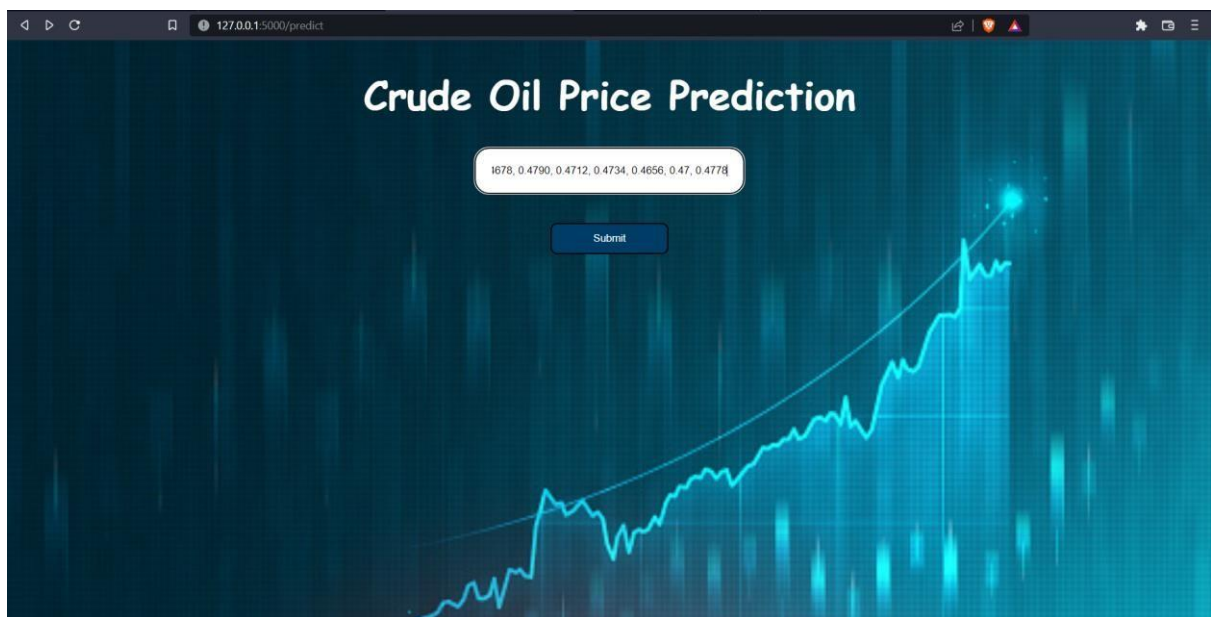 127.0.0.1:5000/predict
Crude Oil Price Prediction
4678, 0.4790, 0.4712, 0.4734, 0.4656, 0.47, 0.4778
Submit